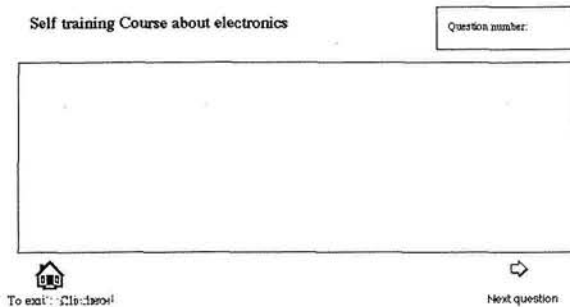 Self training Course about electronics
Question number:
To exit:
Next question